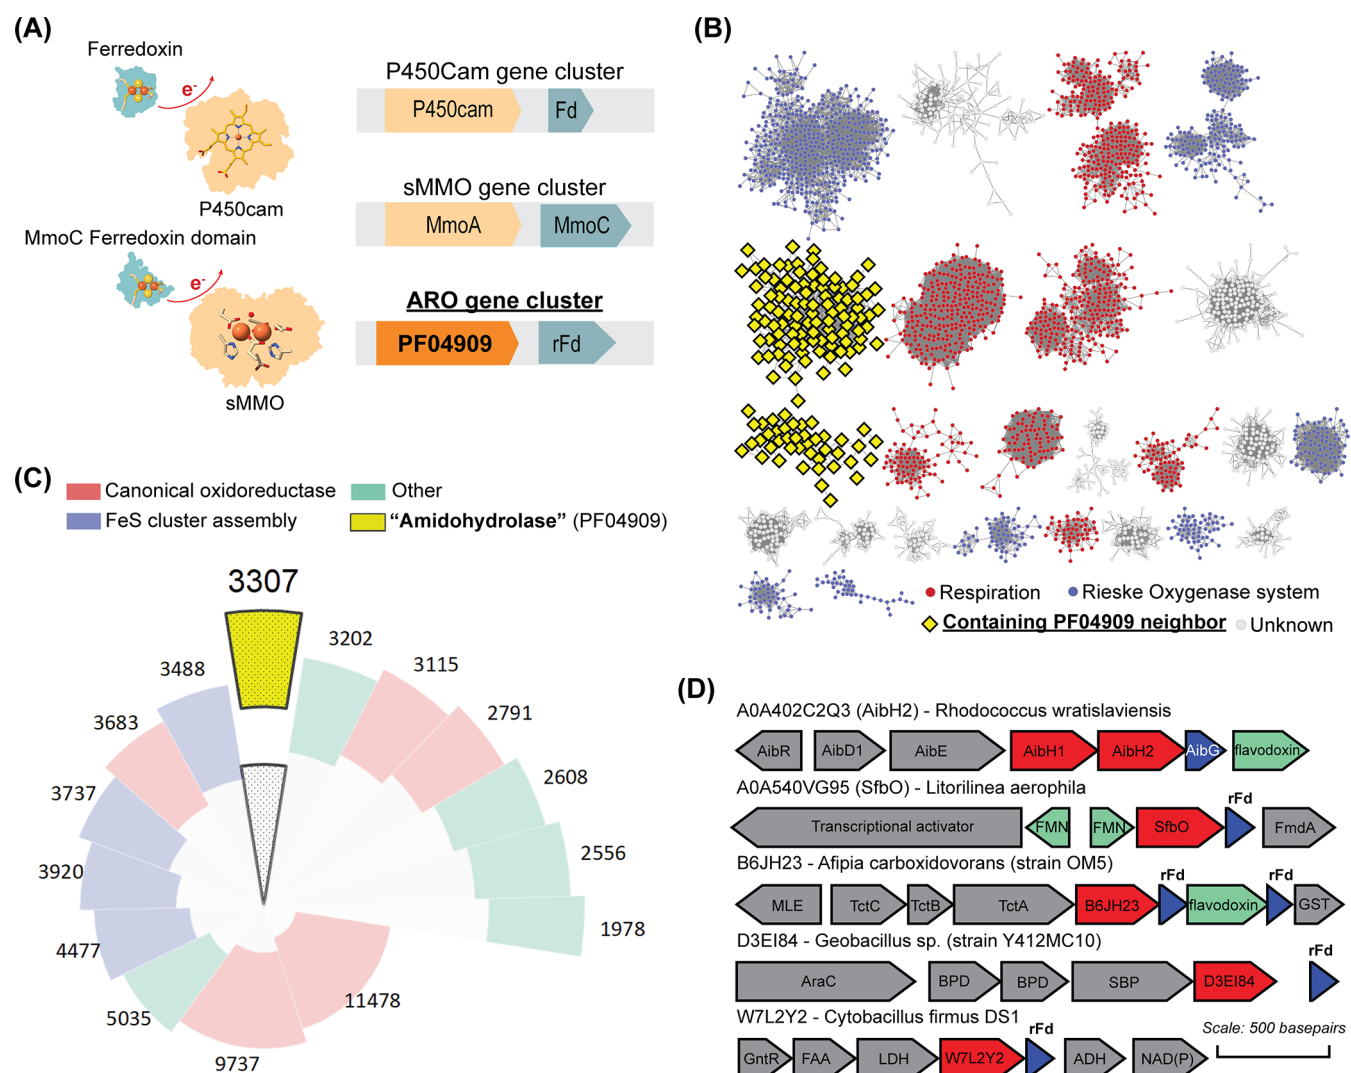 (A)
Ferredoxin
e-
P450cam
MmoC Ferredoxin domain
e-
sMMO
P450Cam gene cluster
P450cam Fd
sMMO gene cluster
MmoA MmoC
ARO gene cluster
PF04909 rFd
(B)
Respiration Rieske Oxygenase system
Containing PF04909 neighbor Unknown
(C)
Canonical oxidoreductase Other
FeS cluster assembly "Amidohydrolase" (PF04909)
3307
3202
3115
2791
2608
2556
1978
11478
9737
5035
4477
3920
3737
3683
3488
(D)
A0A402C2Q3 (AibH2) - Rhodococcus wratislaviensis
AibR AibD1 AibE AibH1 AibH2 AibG flavodoxin
A0A540VG95 (SfbO) - Litorilinea aerophila
rFd
Transcriptional activator FMN FMN SfbO FmdA
B6JH23 - Afipia carboxidovorans (strain OM5)
rFd rFd
MLE TctC TctB TctA B6JH23 flavodoxin GST
D3EI84 - Geobacillus sp. (strain Y412MC10)
rFd
AraC BPD BPD SBP D3EI84
W7L2Y2 - Cytobacillus firmus DS1
rFd
Scale: 500 basepairs
GntR FAA LDH W7L2Y2 ADH NAD(P)